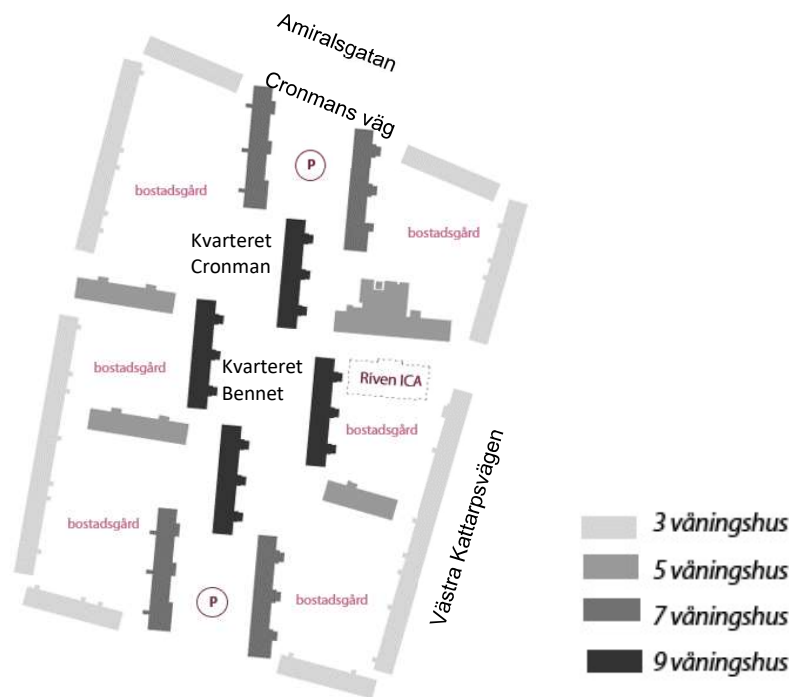 Amiralsgatan
Cronmans väg
P
bostadsgård
bostadsgård
Kvarteret
Cronman
bostadsgård
Kvarteret
Bennet
Riven ICA
bostadsgård
Västra Kattarpsvägen
bostadsgård
P
bostadsgård
3 våningshus
5 våningshus
7 våningshus
9 våningshus